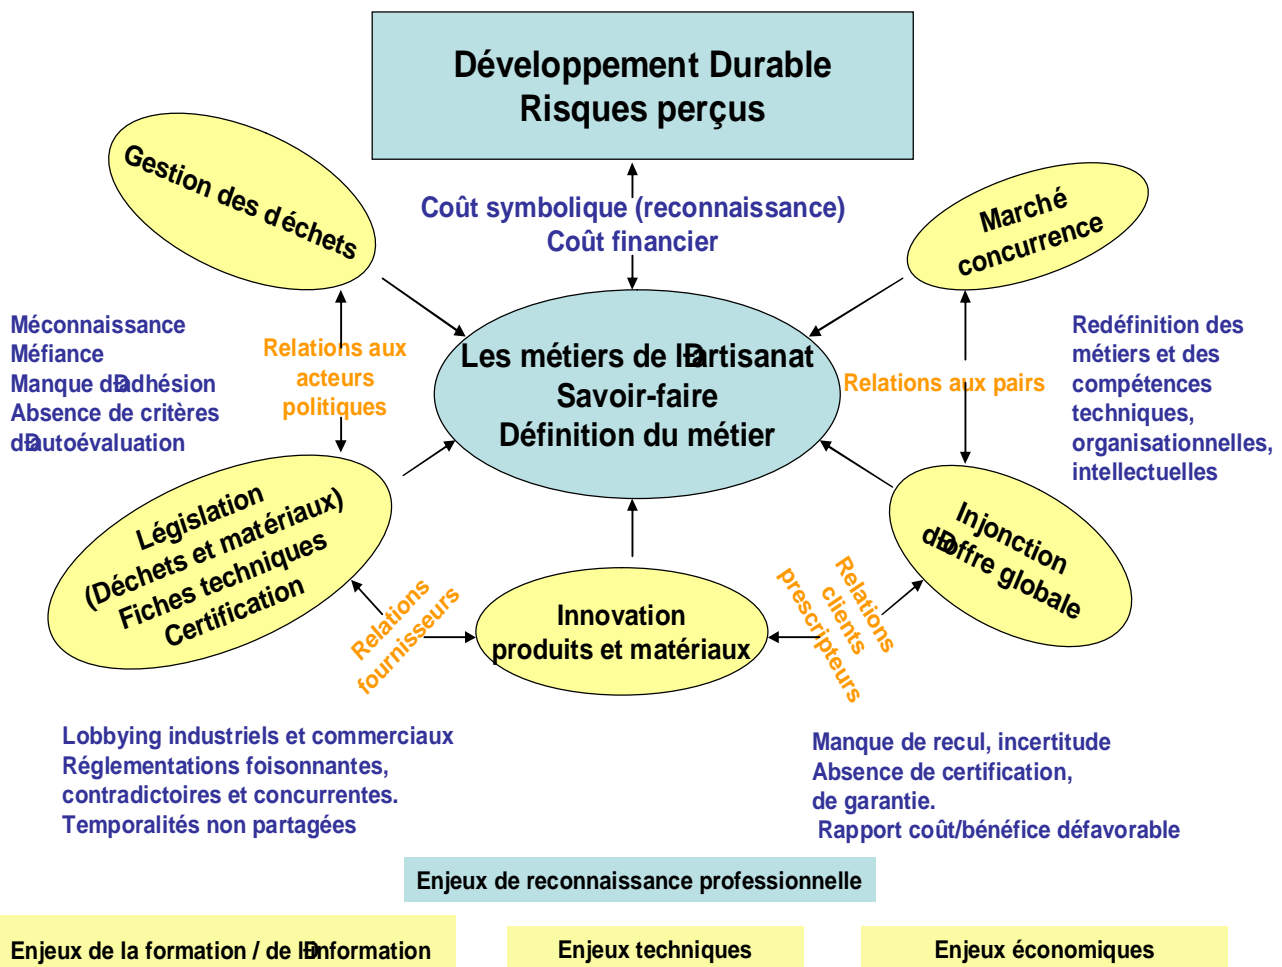 Développement Durable
Risques perçus
Gestion des déchets
Coût symbolique (reconnaissance)
Coût financier
Marché
concurrence
Méconnaissance
Méfiance
Manque dÐadhésion
Absence de critères
dÐautoévaluation
Relations aux
acteurs
politiques
Les métiers de lÐartisanat
Savoir-faire
Définition du métier
Relations aux pairs
Redéfinition des
métiers et des
compétences
techniques,
organisationnelles,
intellectuelles
Législation
(Déchets et matériaux)
Fiches techniques
Certification
Relations
fournisseurs
Innovation
produits et matériaux
Relations
clients
prescripteurs
Injonction
dÐoffre globale
Lobbying industriels et commerciaux
Réglementations foisonnantes,
contradictoires et concurrentes.
Temporalités non partagées
Manque de recul, incertitude
Absence de certification,
de garantie.
Rapport coût/bénéfice défavorable
Enjeux de reconnaissance professionnelle
Enjeux de la formation / de lÐinformation
Enjeux techniques
Enjeux économiques